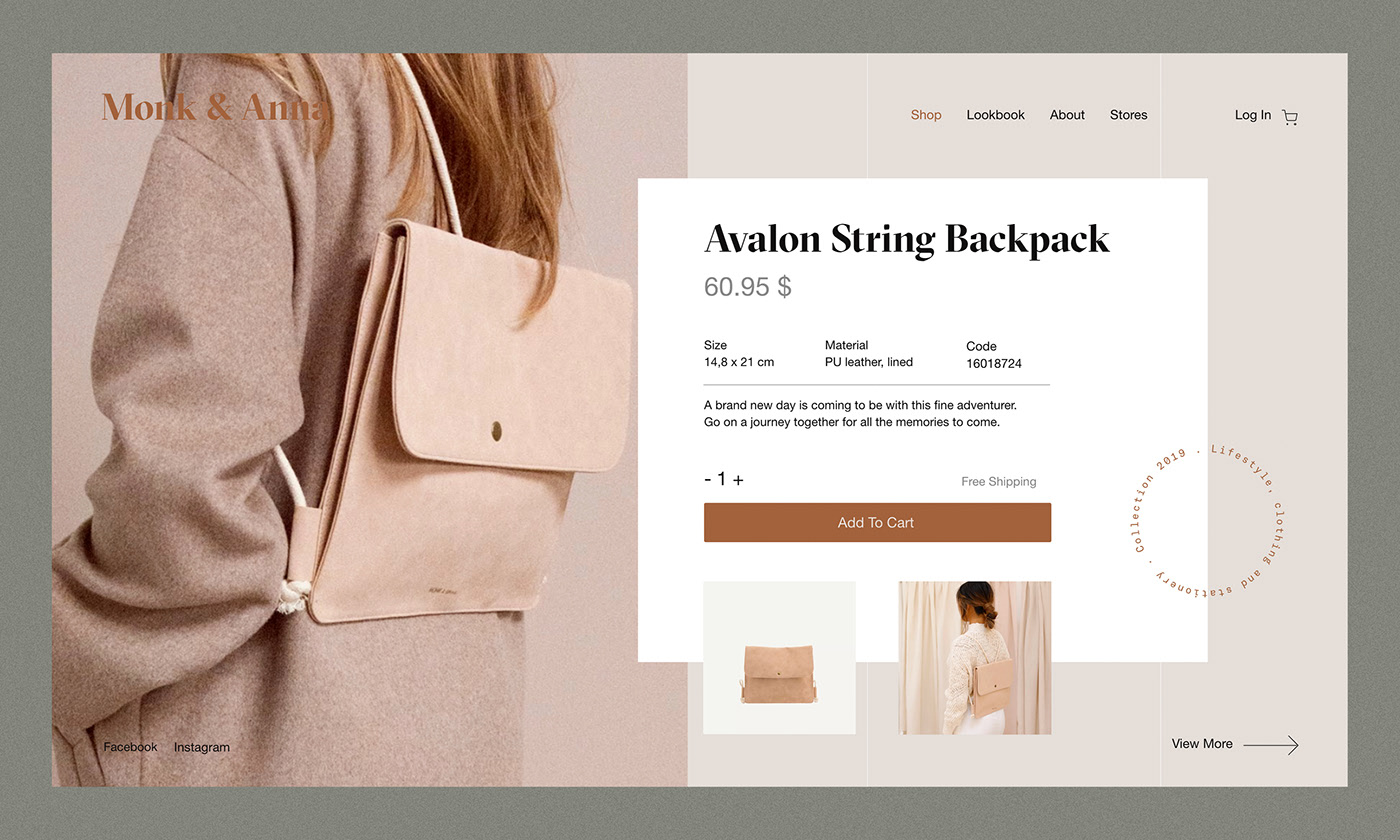 Monk & Anna
Shop Lookbook About Stores
Log In
Avalon String Backpack
60.95 $
Size
14,8 x 21 cm
Material
PU leather, lined
Code
16018724
A brand new day is coming to be with this fine adventurer.
Go on a journey together for all the memories to come.
- 1 +
Free Shipping
Add To Cart
Collection 2019 · Lifestyle, clothing and stationery ·
Facebook Instagram
View More